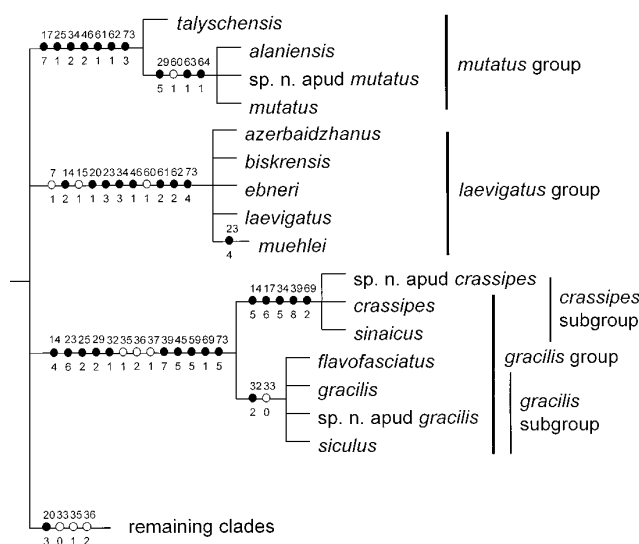 talyschensis
17 25 34 46 61 62 73
7 1 2 2 1 1 3
alaniensis
29 60 63 64
5 1 1 1
sp. n. apud mutatus
mutatus
mutatus group
azerbaidzhanus
biskrensis
7 14 15 20 23 34 46 60 61 62 73
1 2 1 1 3 3 1 1 2 2 4
ebneri
laevigatus group
laevigatus
23
4
muehlei
sp. n. apud crassipes
14 17 34 39 69
5 6 5 8 2
crassipes
sinaicus
crassipes
subgroup
14 23 25 29 32 35 36 37 39 45 59 69 73
4 6 2 2 1 1 2 1 7 5 5 1 5
gracilis group
flavofasciatus
32 33
2 0
gracilis
sp. n. apud gracilis
siculus
gracilis
subgroup
20 33 35 36
3 0 1 2
remaining clades